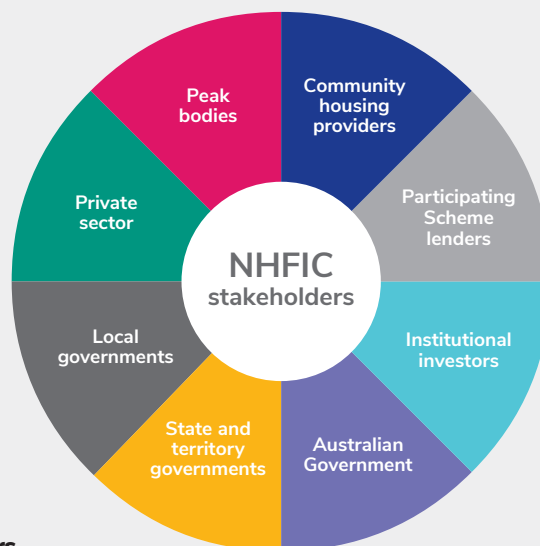 Peak
bodies
Community
housing
providers
Participating
Scheme
lenders
Institutional
investors
Australian
Government
State and
territory
governments
Local
governments
Private
sector
NHFIC
stakeholders